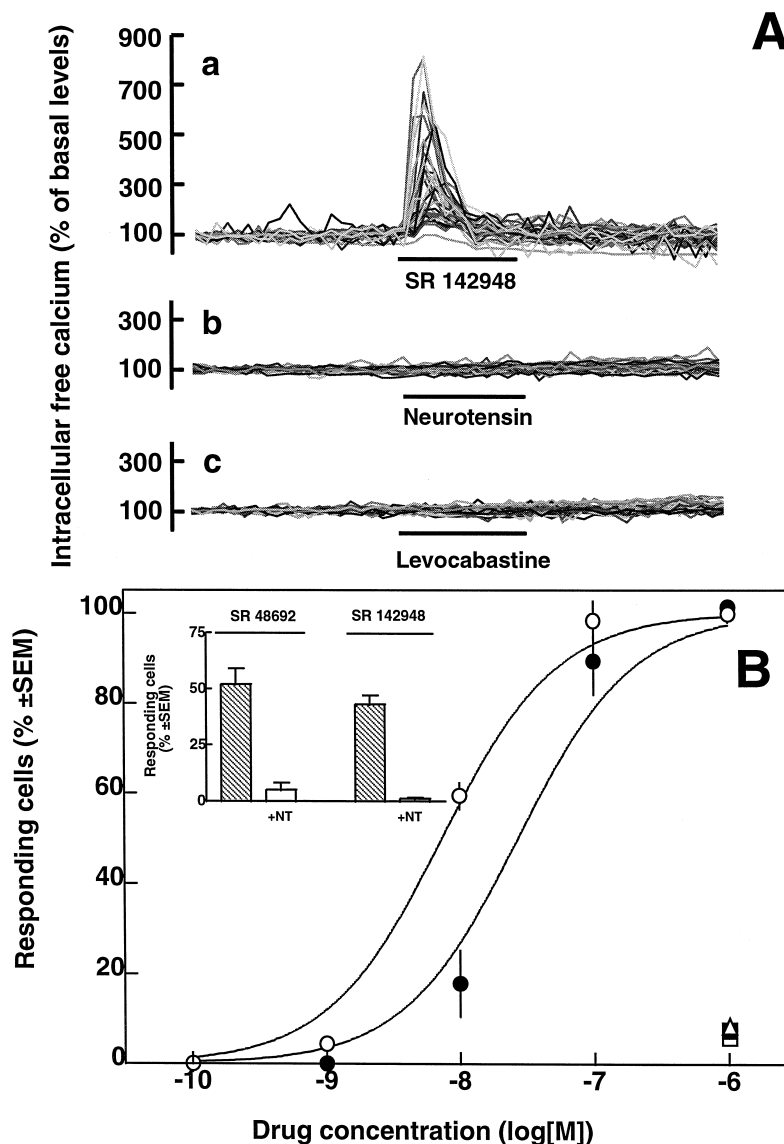 A
Intracellular free calcium (% of basal levels)
a
900
700
500
300
100
SR 142948
b
300
100
Neurotensin
c
300
100
Levocabastine
B
Responding cells (% ±SEM)
100
80
60
40
20
0
SR 48692
SR 142948
Responding cells
(% ±SEM)
75
50
25
0
+NT
+NT
-10
-9
-8
-7
-6
Drug concentration (log[M])